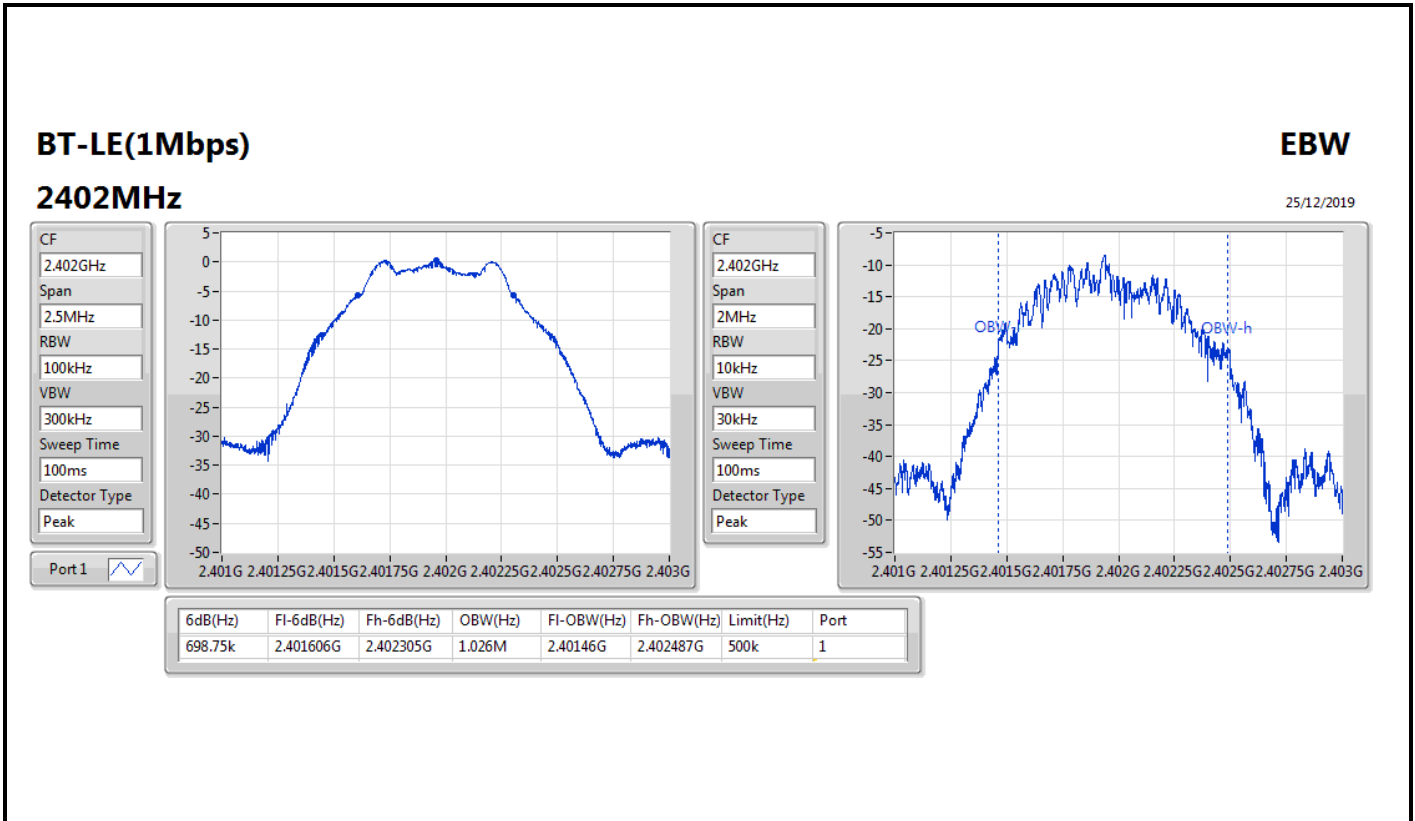 BT-LE(1Mbps)
EBW
2402MHz
25/12/2019
CF
2.402GHz
Span
2.5MHz
RBW
100kHz
VBW
300kHz
Sweep Time
100ms
Detector Type
Peak
Port 1
5
0
-5
-10
-15
-20
-25
-30
-35
-40
-45
-50
2.401G 2.40125G 2.4015G 2.40175G 2.402G 2.40225G 2.4025G 2.40275G 2.403G
CF
2.402GHz
Span
2MHz
RBW
10kHz
VBW
30kHz
Sweep Time
100ms
Detector Type
Peak
-5
-10
-15
-20
-25
-30
-35
-40
-45
-50
-55
OBW-h
2.401G 2.40125G 2.4015G 2.40175G 2.402G 2.40225G 2.4025G 2.40275G 2.403G
6dB(Hz) Fl-6dB(Hz) Fh-6dB(Hz) OBW(Hz) Fl-OBW(Hz) Fh-OBW(Hz) Limit(Hz) Port
698.75k 2.401606G 2.402305G 1.026M 2.40146G 2.402487G 500k 1